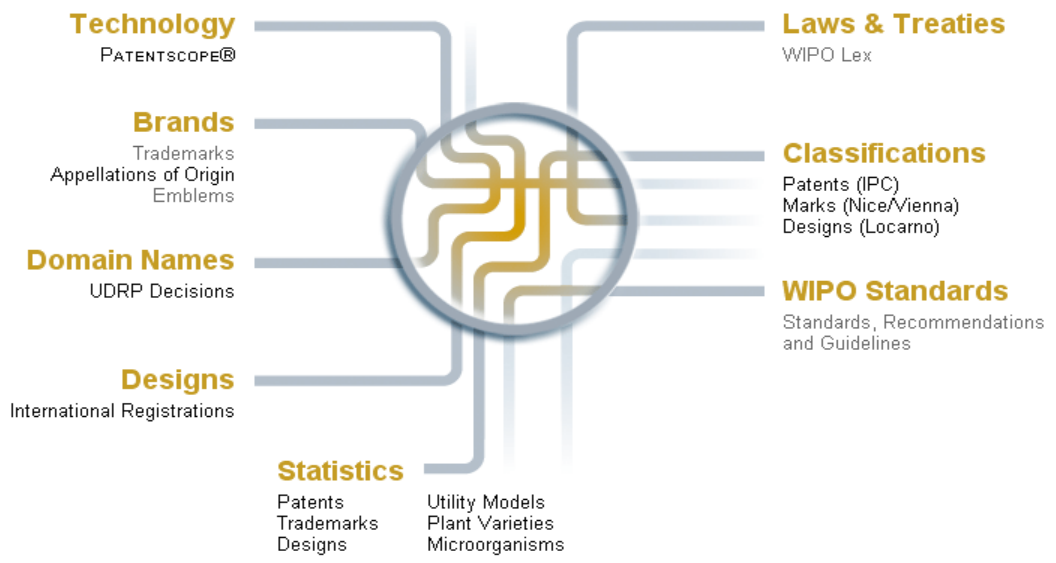 Technology
PATENTSCOPE®
Brands
Trademarks
Appellations of Origin
Emblems
Domain Names
UDRP Decisions
Designs
International Registrations
Statistics
Patents
Trademarks
Designs
Utility Models
Plant Varieties
Microorganisms
Laws & Treaties
WIPO Lex
Classifications
Patents (IPC)
Marks (Nice/Vienna)
Designs (Locarno)
WIPO Standards
Standards, Recommendations
and Guidelines